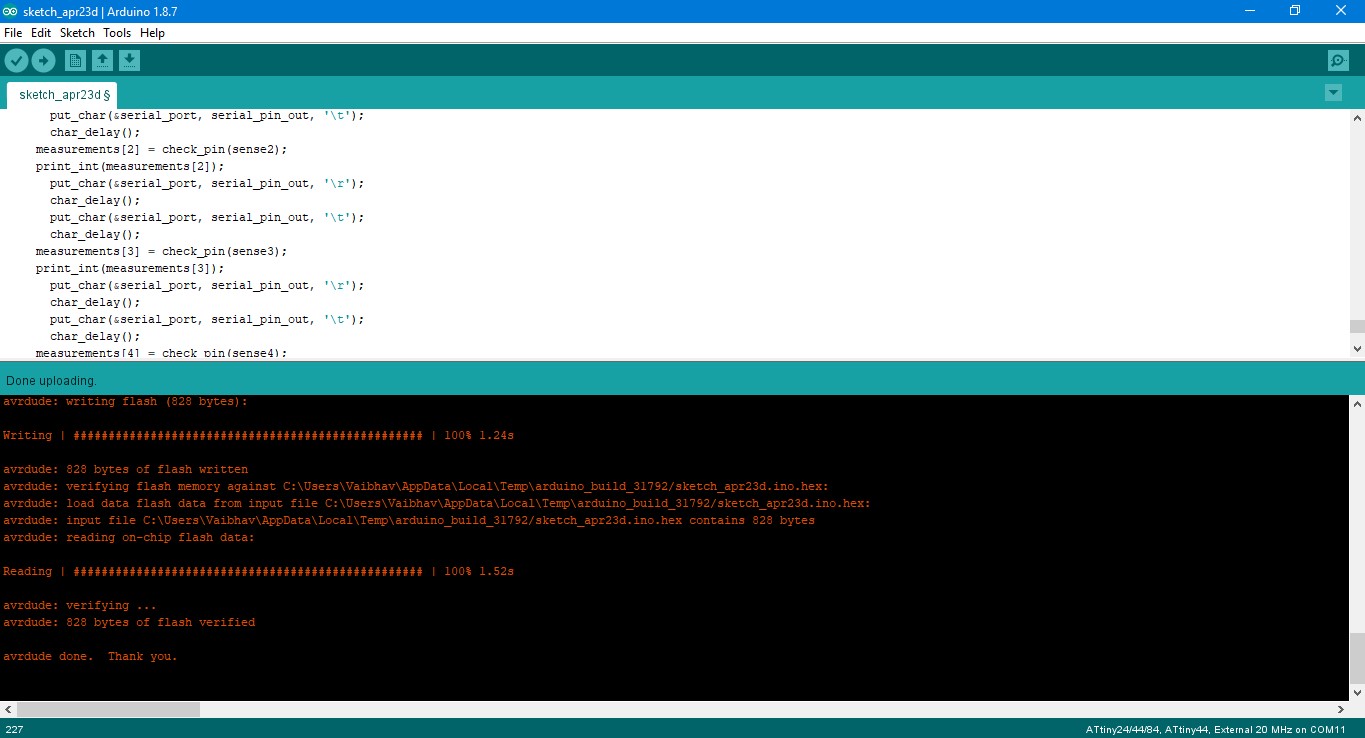 sketch_apr23d | Arduino 1.8.7
File Edit Sketch Tools Help
sketch_apr23d §
put_char(&serial_port, serial_pin_out, '\t');
char_delay();
measurements[2] = check_pin(sense2);
print_int(measurements[2]);
put_char(&serial_port, serial_pin_out, '\r');
char_delay();
put_char(&serial_port, serial_pin_out, '\t');
char_delay();
measurements[3] = check_pin(sense3);
print_int(measurements[3]);
put_char(&serial_port, serial_pin_out, '\r');
char_delay();
put_char(&serial_port, serial_pin_out, '\t');
char_delay();
measurements[4] = check_pin(sense4);
Done uploading.
avrdude: writing flash (828 bytes):
Writing | ################################################## | 100% 1.24s
avrdude: 828 bytes of flash written
avrdude: verifying flash memory against C:\Users\Vaibhav\AppData\Local\Temp\arduino_build_31792/sketch_apr23d.ino.hex:
avrdude: load data flash data from input file C:\Users\Vaibhav\AppData\Local\Temp\arduino_build_31792/sketch_apr23d.ino.hex:
avrdude: input file C:\Users\Vaibhav\AppData\Local\Temp\arduino_build_31792/sketch_apr23d.ino.hex contains 828 bytes
avrdude: reading on-chip flash data:
Reading | ################################################## | 100% 1.52s
avrdude: verifying ...
avrdude: 828 bytes of flash verified
avrdude done.  Thank you.
227
ATtiny24/44/84, ATtiny44, External 20 MHz on COM11